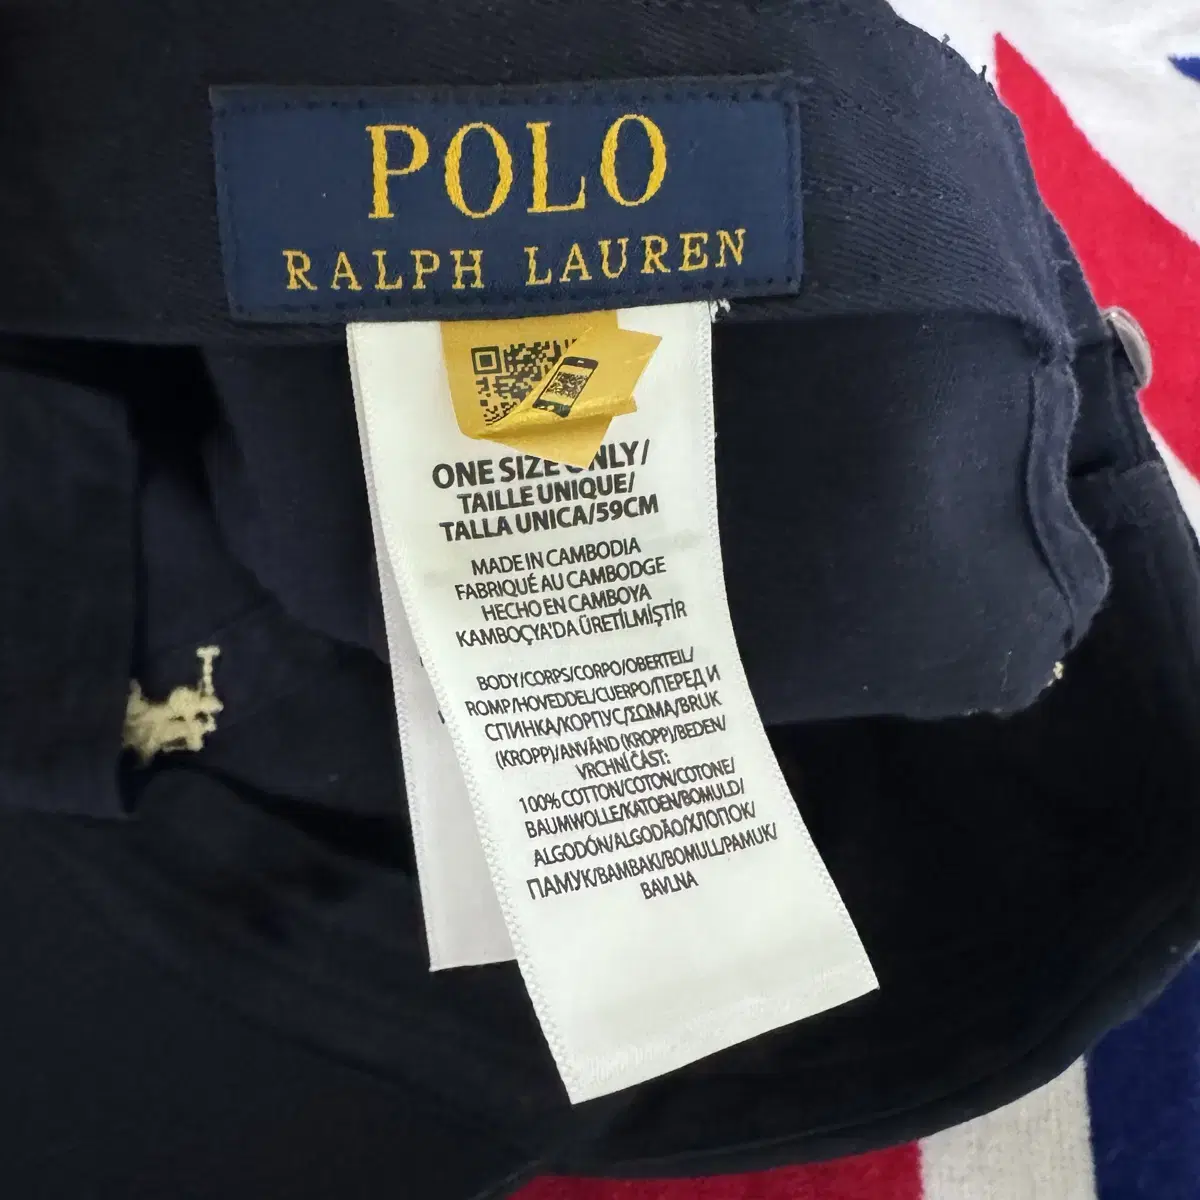 POLO
RALPH LAUREN
ONE SIZE ONLY/
TAILLE UNIQUE/
TALLA UNICA/59CM
MADE IN CAMBODIA
FABRIQUÉ AU CAMBODGE
HECHO EN CAMBOYA
KAMBOÇYA'DA ÜRETİLMİŞTİR
BODY/CORPS/CORPO/OBERTEIL/
ROMP/HOVEDDEL/CUERPO/ПЕРЕД И
СПИНКА/КОРПУС/ΣΩΜΑ/BRUK
(KROPP)/ANVÄND (KROPP)/BEDEN/
VRCHNÍ ČÁST:
100% COTTON/COTON/COTONE/
BAUMWOLLE/KATOEN/BOMULD/
ALGODÓN/ALGODÃO/ХЛОПОК/
ПАМУК/BAMBAKI/BOMULL/PAMUK/
BAVLNA